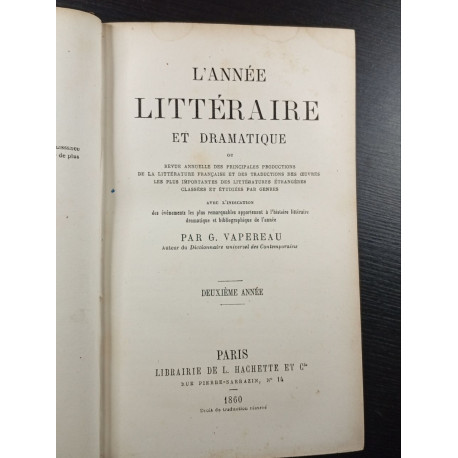 L'ANNÉE
LITTÉRAIRE
ET DRAMATIQUE
OU
REVUE ANNUELLE DES PRINCIPALES PRODUCTIONS
DE LA LITTÉRATURE FRANÇAISE ET DES TRADUCTIONS DES ŒUVRES
LES PLUS IMPORTANTES DES LITTÉRATURES ÉTRANGÈRES
CLASSÉES ET ÉTUDIÉES PAR GENRES
AVEC L'INDICATION
des événements les plus remarquables appartenant à l'histoire littéraire
dramatique et bibliographique de l'année
PAR G. VAPEREAU
Auteur du Dictionnaire universel des Contemporains
DEUXIÈME ANNÉE
PARIS
LIBRAIRIE DE L. HACHETTE ET Cie
RUE PIERRE-SARRAZIN, N° 14
1860
Droit de traduction réservé
de plus